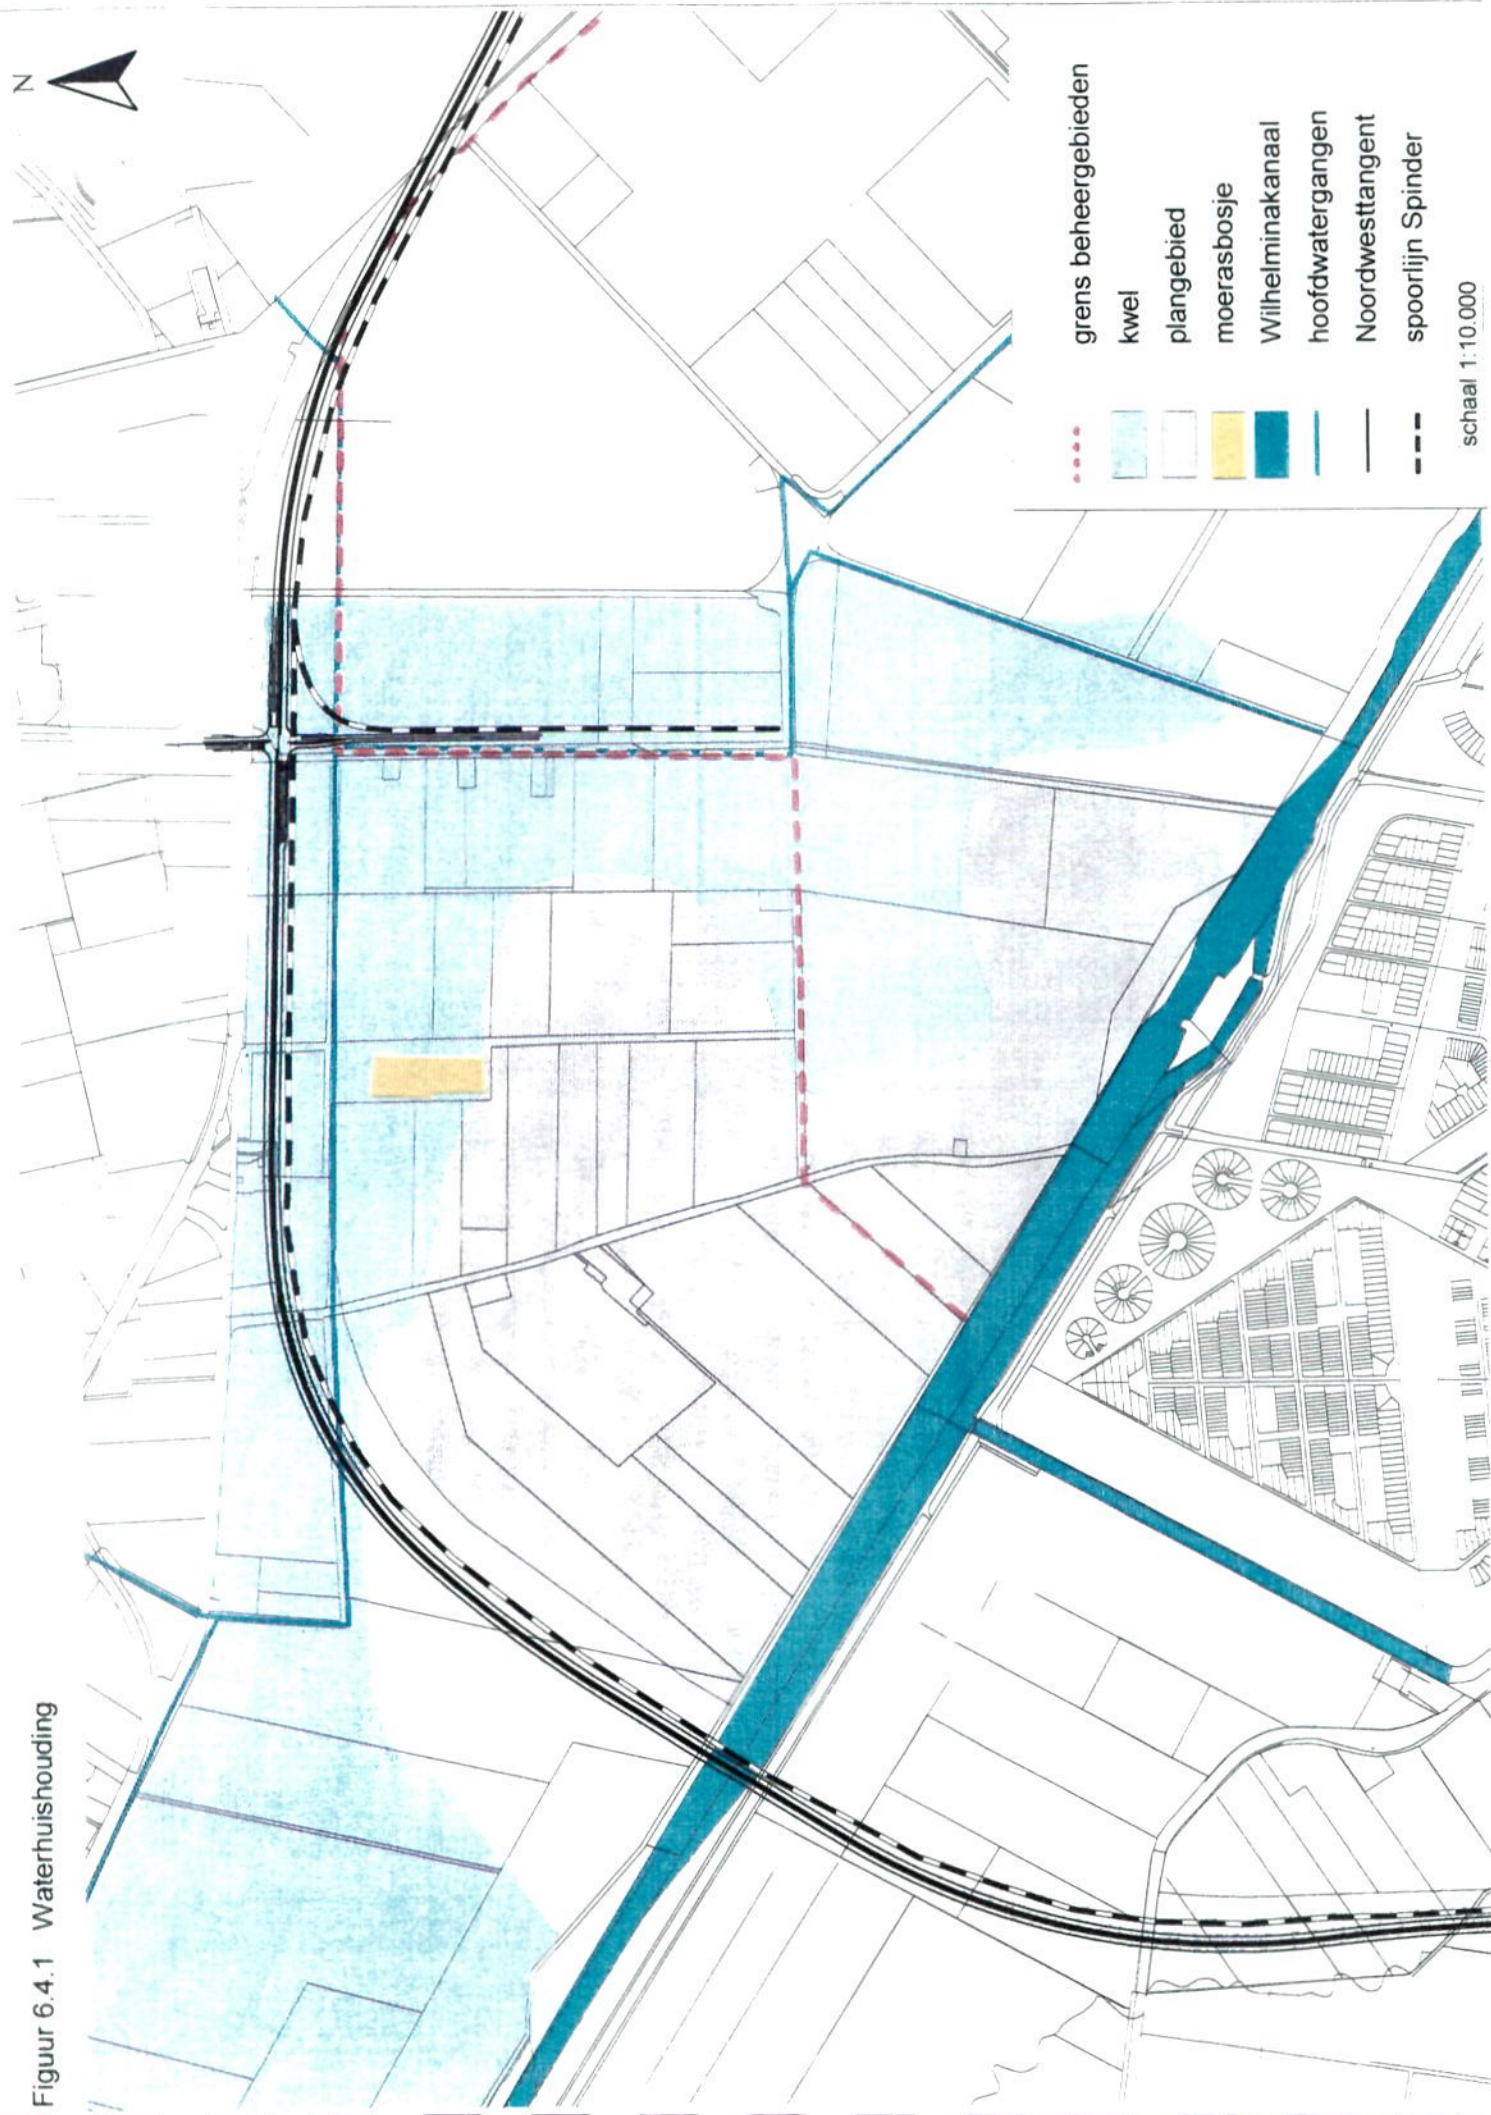 Figuur 6.4.1 Waterhuishouding
N
grens beheergebieden
kwel
plangebied
moerasbosje
Wilhelminakanaal
hoofdwatergangen
Noordwesttangent
spoorlijn Spinder
schaal 1:10.000